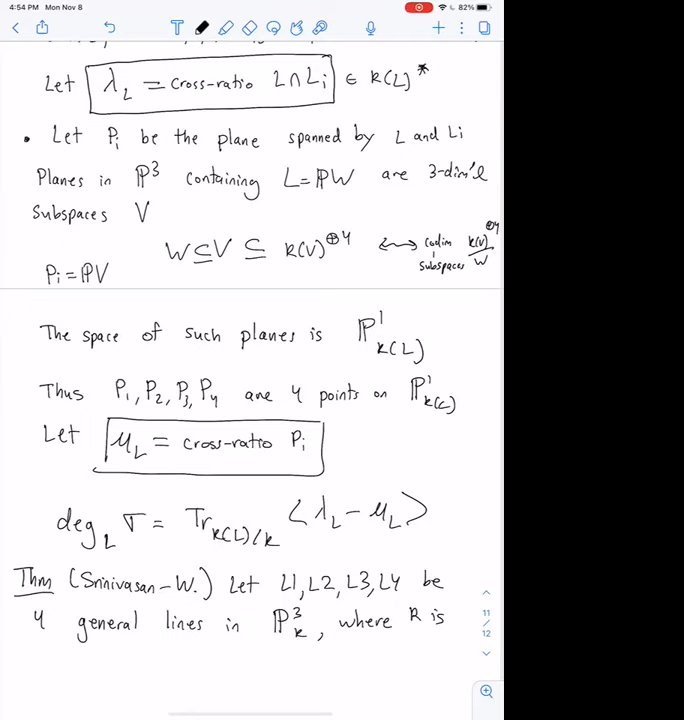 4:54 PM Mon Nov 8
82%
Let λ_L = cross-ratio L∩Li ∈ k(L)*
• Let Pi be the plane spanned by L and Li
Planes in ℙ³ containing L=ℙW are 3-dim'l
subspaces V
W ⊆ V ⊆ k(V)^⊕4 ⟷ codim 1 subspaces k(V)^⊕4 / W
Pi = ℙV
The space of such planes is ℙ¹_k(L)
Thus P1, P2, P3, P4 are 4 points on ℙ¹_k(L)
Let μ_L = cross-ratio Pi
deg_L σ = Tr_k(L)/k ⟨λ_L − μ_L⟩
Thm (Srinivasan-W.) Let L1, L2, L3, L4 be
4 general lines in ℙ³_k, where k is
11
/
12